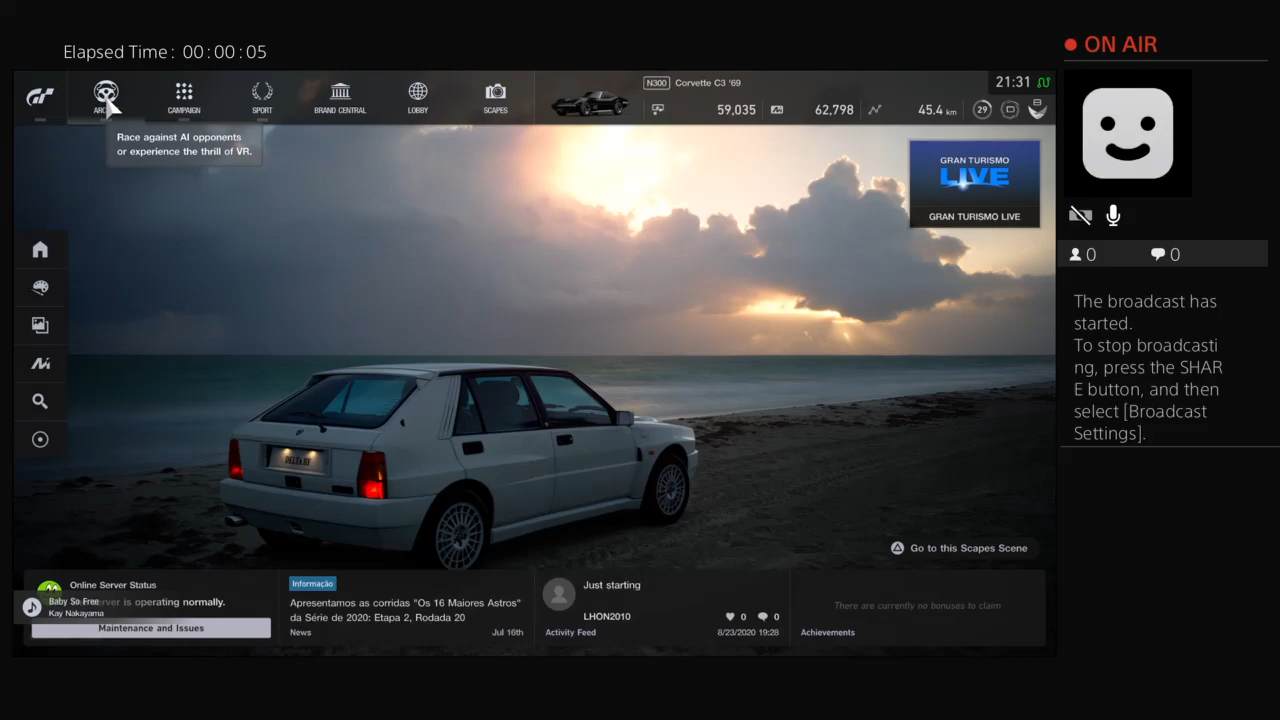 Elapsed Time: 00:00:05
ON AIR
CAMPAIGN
SPORT
BRAND CENTRAL
LOBBY
SCAPES
N300 Corvette C3 '69
59,035
62,798
45.4 km
29
21:31
Race against AI opponents
or experience the thrill of VR.
GRAN TURISMO
LIVE
GRAN TURISMO LIVE
0 0
The broadcast has
started.
To stop broadcasti
ng, press the SHAR
E button, and then
select [Broadcast
Settings].
Go to this Scapes Scene
Online Server Status
erver is operating normally.
Baby So Free
Kay Nakayama
Maintenance and Issues
Informação
Apresentamos as corridas "Os 16 Maiores Astros"
da Série de 2020: Etapa 2, Rodada 20
News Jul 16th
Just starting
LHON2010 0 0
Activity Feed 8/23/2020 19:28
There are currently no bonuses to claim
Achievements